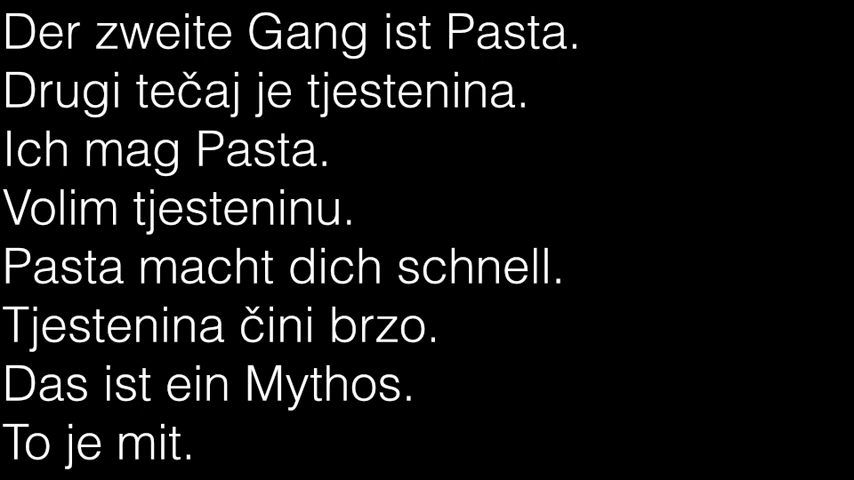 Der zweite Gang ist Pasta.
Drugi tečaj je tjestenina.
Ich mag Pasta.
Volim tjesteninu.
Pasta macht dich schnell.
Tjestenina čini brzo.
Das ist ein Mythos.
To je mit.